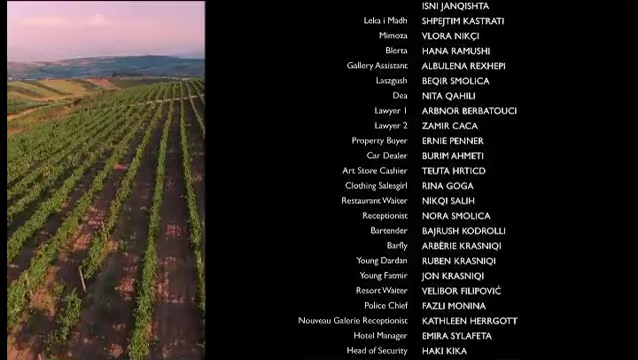 ISNI JANQISHTA
Leka i Madh SHPEJTIM KASTRATI
Mimoza VLORA NIKÇI
Blerta HANA RAMUSHI
Gallery Assistant ALBULENA REXHEPI
Laszgush BEQIR SMOLICA
Dea NITA QAHILI
Lawyer 1 ARBNOR BERBATOUCI
Lawyer 2 ZAMIR CACA
Property Buyer ERNIE PENNER
Car Dealer BURIM AHMETI
Art Store Cashier TEUTA HRTICD
Clothing Salesgirl RINA GOGA
Restaurant Waiter NIKQI SALIH
Receptionist NORA SMOLICA
Bartender BAJRUSH KODROLLI
Barfly ARBËRIE KRASNIQI
Young Dardan RUBEN KRASNIQI
Young Fatmir JON KRASNIQI
Resort Waiter VELIBOR FILIPOVIĆ
Police Chief FAZLI MONINA
Nouveau Galerie Receptionist KATHLEEN HERRGOTT
Hotel Manager EMIRA SYLAFETA
Head of Security HAKI KIKA